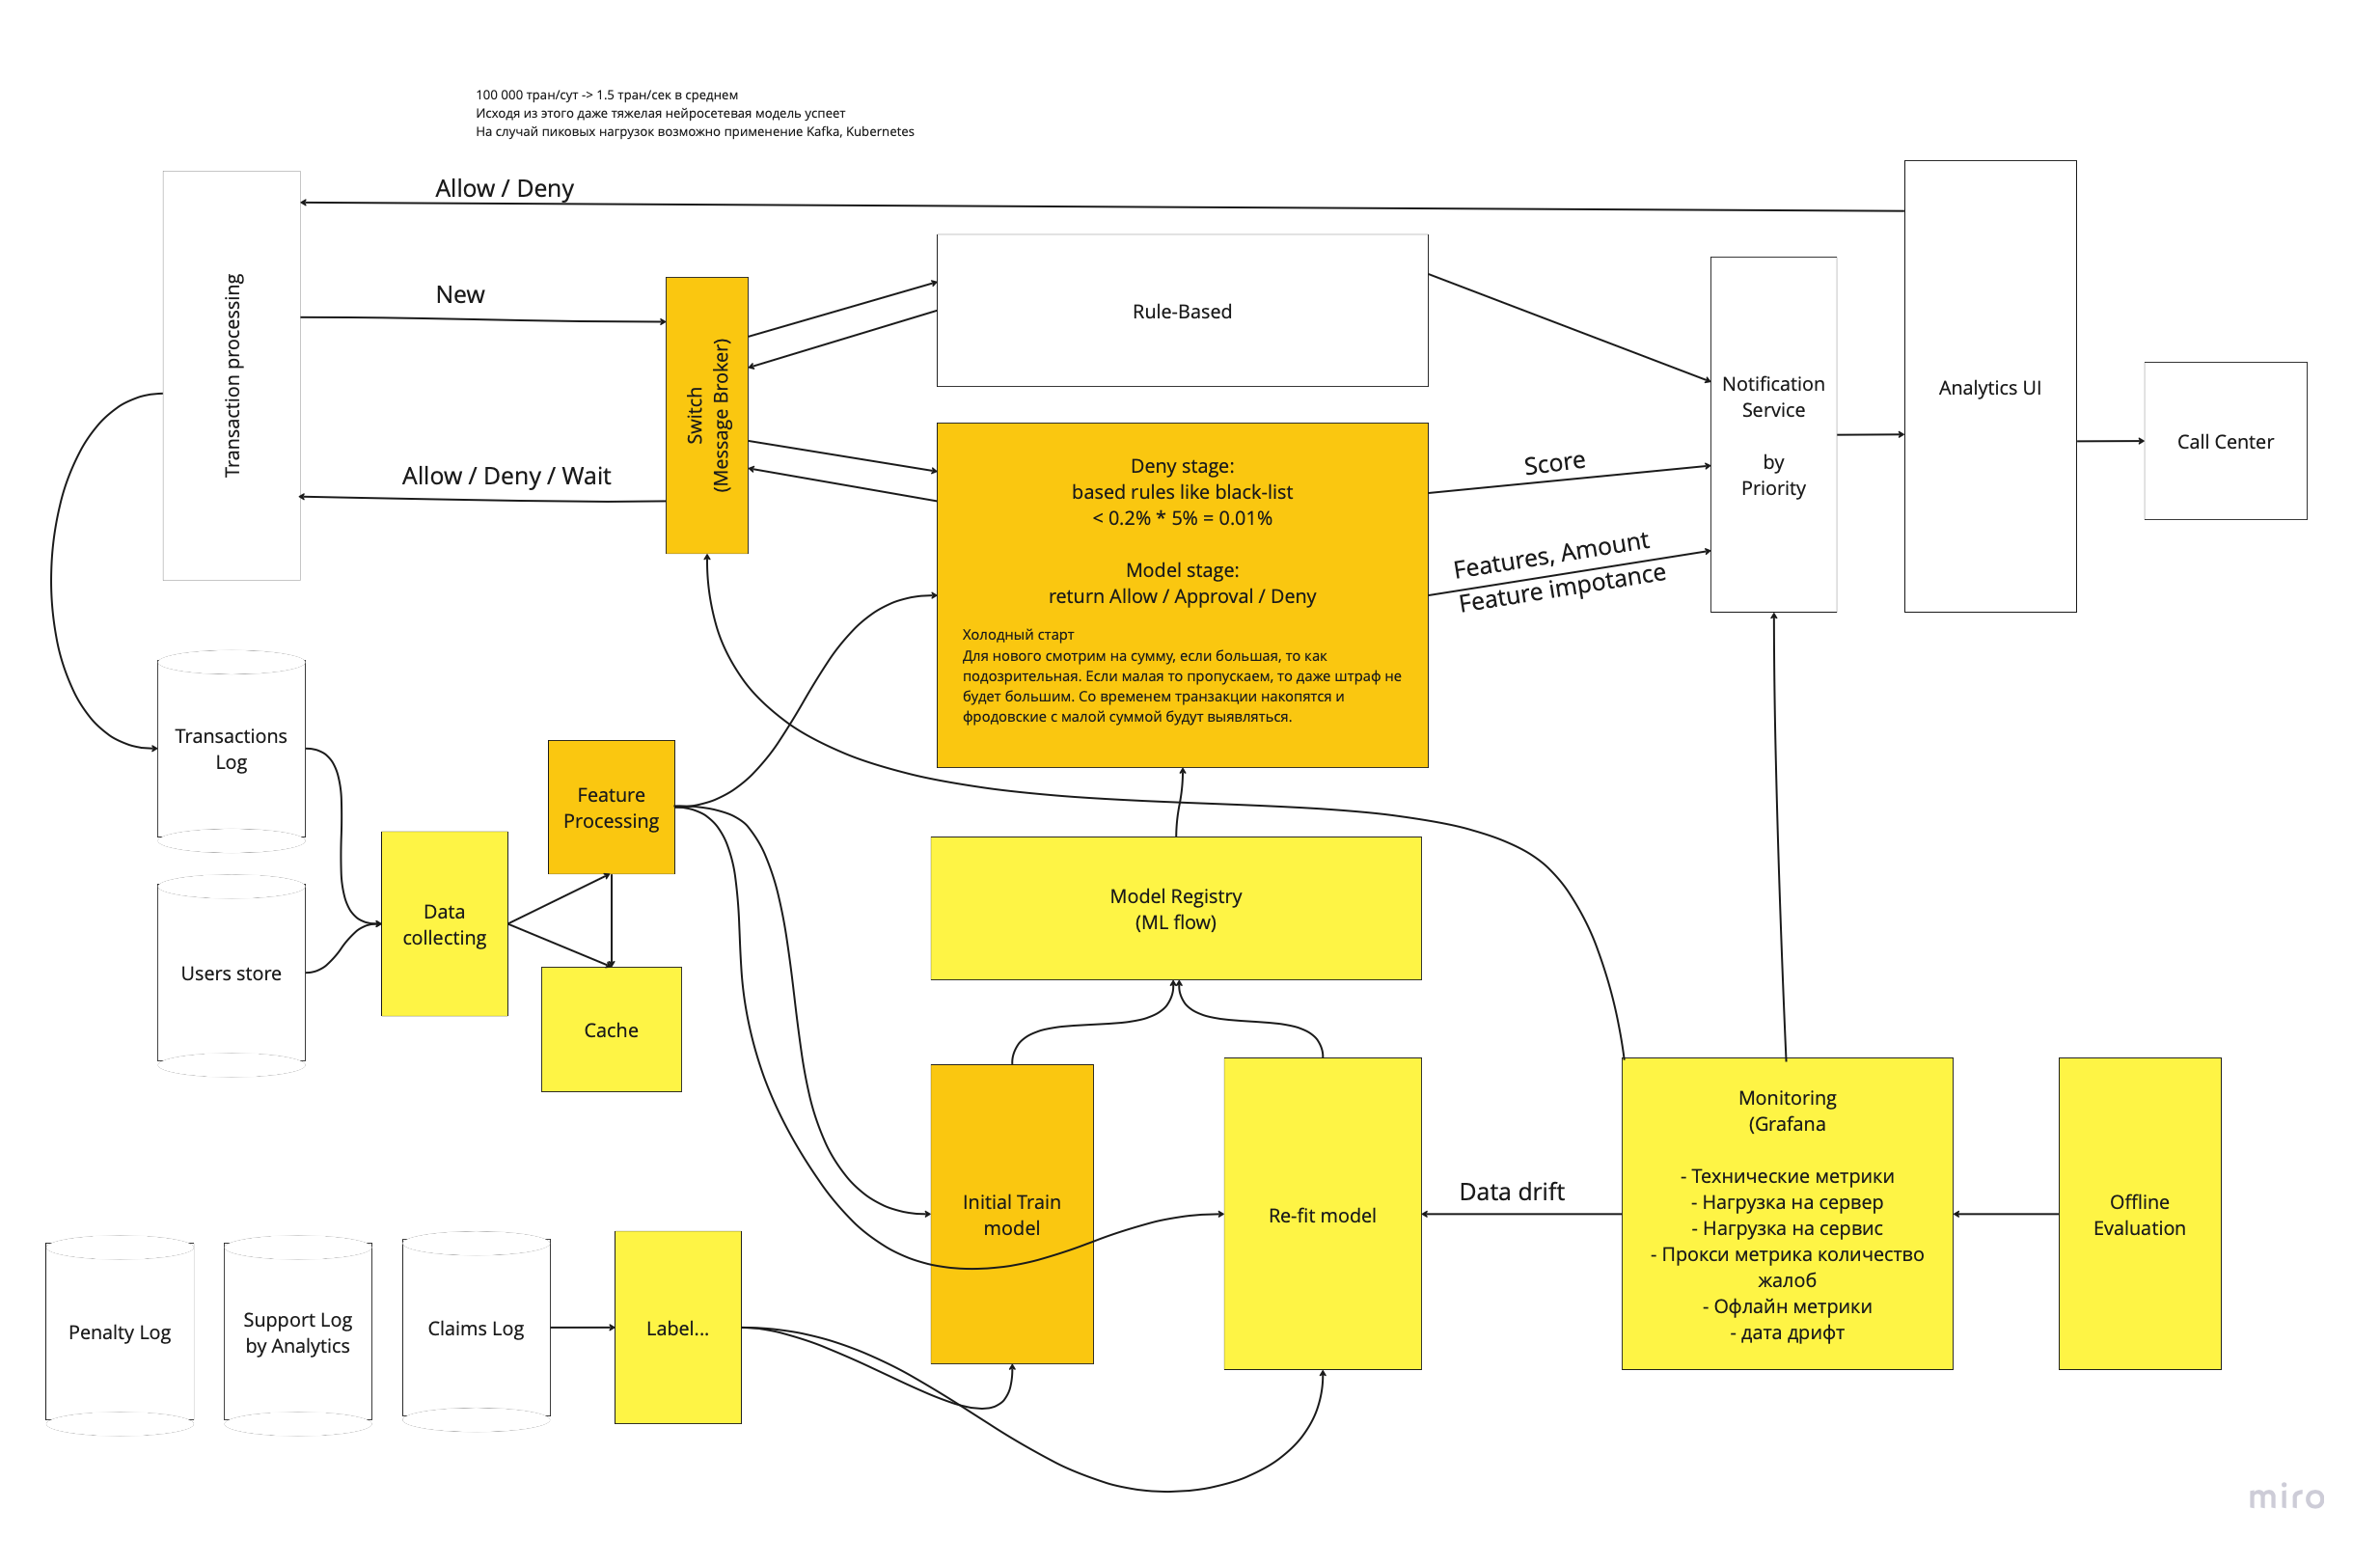 100 000 тран/сут -> 1.5 тран/сек в среднем
Исходя из этого даже тяжелая нейросетевая модель успеет
На случай пиковых нагрузок возможно применение Kafka, Kubernetes
Allow / Deny
New
Allow / Deny / Wait
Transaction processing
Switch
(Message Broker)
Rule-Based
Deny stage:
based rules like black-list
< 0.2% * 5% = 0.01%
Model stage:
return Allow / Approval / Deny
Холодный старт
Для нового смотрим на сумму, если большая, то как
подозрительная. Если малая то пропускаем, то даже штраф не
будет большим. Со временем транзакции накопятся и
фродовские с малой суммой будут выявляться.
Score
Features, Amount
Feature impotance
Notification
Service
by
Priority
Analytics UI
Call Center
Transactions
Log
Users store
Data
collecting
Feature
Processing
Cache
Model Registry
(ML flow)
Initial Train
model
Re-fit model
Data drift
Monitoring
(Grafana
- Технические метрики
- Нагрузка на сервер
- Нагрузка на сервис
- Прокси метрика количество
жалоб
- Офлайн метрики
- дата дрифт
Offline
Evaluation
Penalty Log
Support Log
by Analytics
Claims Log
Label...
miro